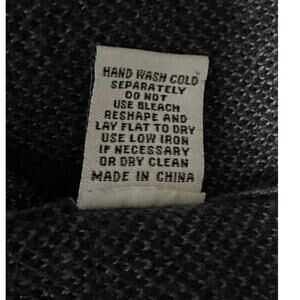 HAND WASH COLD
SEPARATELY
DO NOT
USE BLEACH
RESHAPE AND
LAY FLAT TO DRY
USE LOW IRON
IF NECESSARY
OR DRY CLEAN
MADE IN CHINA